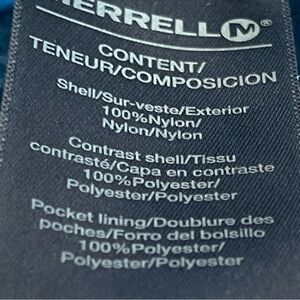 MERRELL M®
CONTENT/
TENEUR/COMPOSICION
Shell/Sur-veste/Exterior
100%Nylon/
Nylon/Nylon
Contrast shell/Tissu
contrasté/Capa en contraste
100%Polyester/
Polyester/Polyester
Pocket lining/Doublure des
poches/Forro del bolsillo
100%Polyester/
Polyester/Polyester